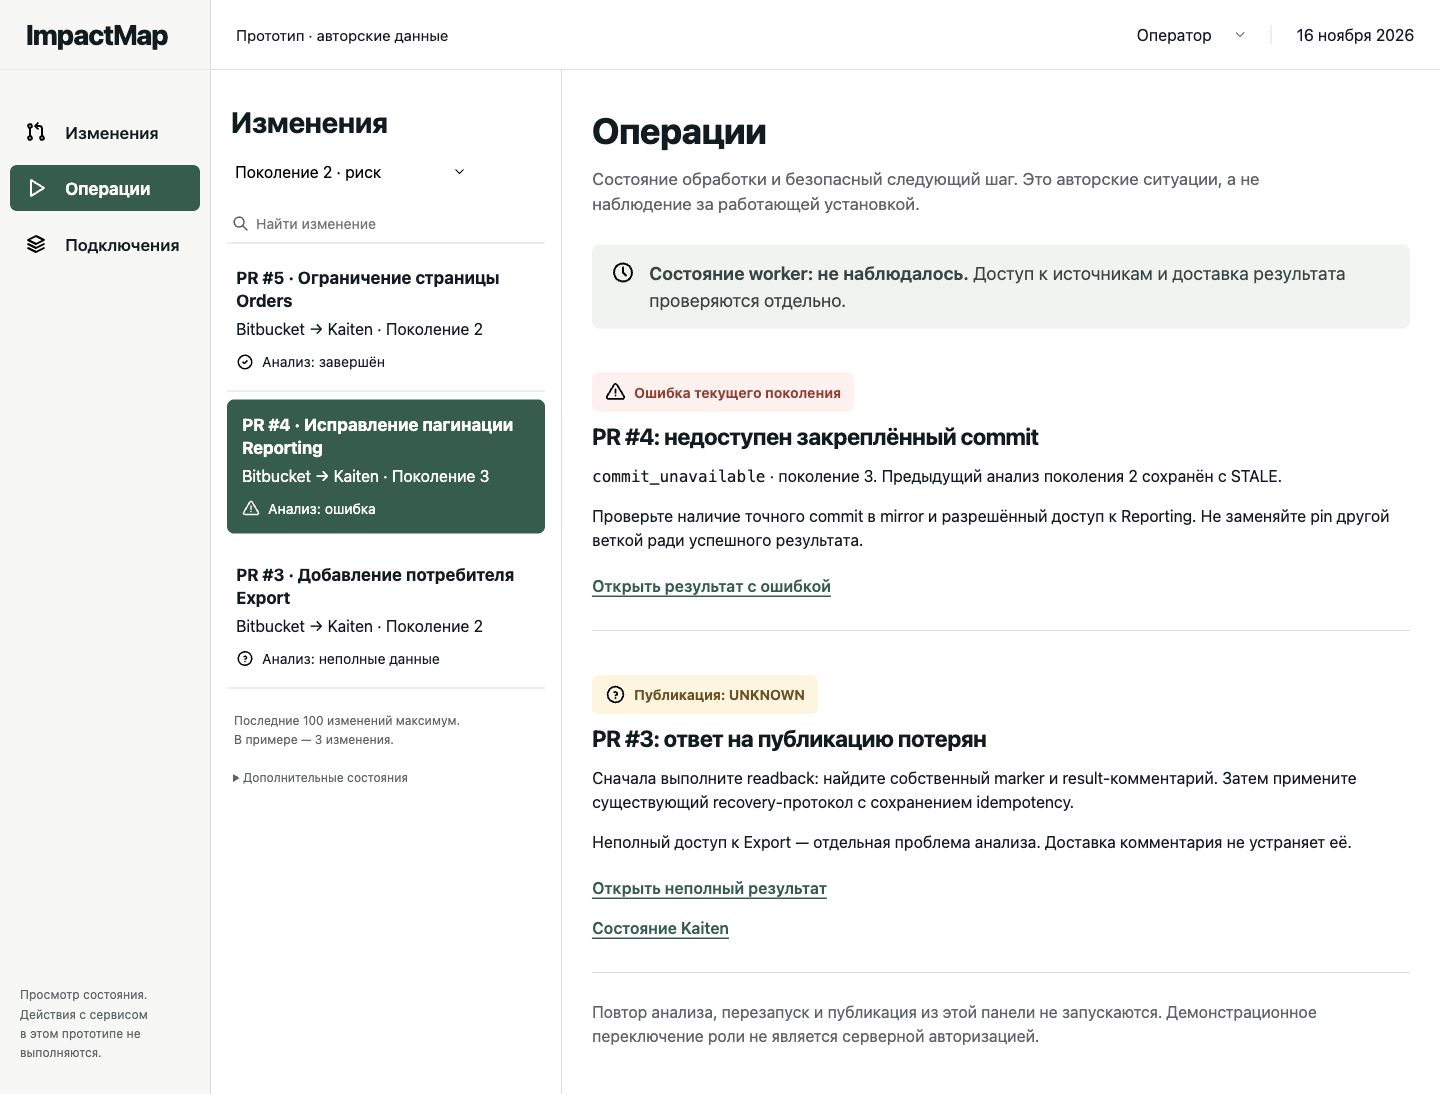 ImpactMap
Прототип · авторские данные
Оператор
16 ноября 2026
Изменения
Операции
Подключения
Просмотр состояния.
Действия с сервисом
в этом прототипе не
выполняются.
Изменения
Поколение 2 · риск
Найти изменение
PR #5 · Ограничение страницы
Orders
Bitbucket → Kaiten · Поколение 2
Анализ: завершён
PR #4 · Исправление пагинации
Reporting
Bitbucket → Kaiten · Поколение 3
Анализ: ошибка
PR #3 · Добавление потребителя
Export
Bitbucket → Kaiten · Поколение 2
Анализ: неполные данные
Последние 100 изменений максимум.
В примере — 3 изменения.
Дополнительные состояния
Операции
Состояние обработки и безопасный следующий шаг. Это авторские ситуации, а не
наблюдение за работающей установкой.
Состояние worker: не наблюдалось. Доступ к источникам и доставка результата
проверяются отдельно.
Ошибка текущего поколения
PR #4: недоступен закреплённый commit
commit_unavailable · поколение 3. Предыдущий анализ поколения 2 сохранён с STALE.
Проверьте наличие точного commit в mirror и разрешённый доступ к Reporting. Не заменяйте pin другой
веткой ради успешного результата.
Открыть результат с ошибкой
Публикация: UNKNOWN
PR #3: ответ на публикацию потерян
Сначала выполните readback: найдите собственный marker и result-комментарий. Затем примените
существующий recovery-протокол с сохранением idempotency.
Неполный доступ к Export — отдельная проблема анализа. Доставка комментария не устраняет её.
Открыть неполный результат
Состояние Kaiten
Повтор анализа, перезапуск и публикация из этой панели не запускаются. Демонстрационное
переключение роли не является серверной авторизацией.